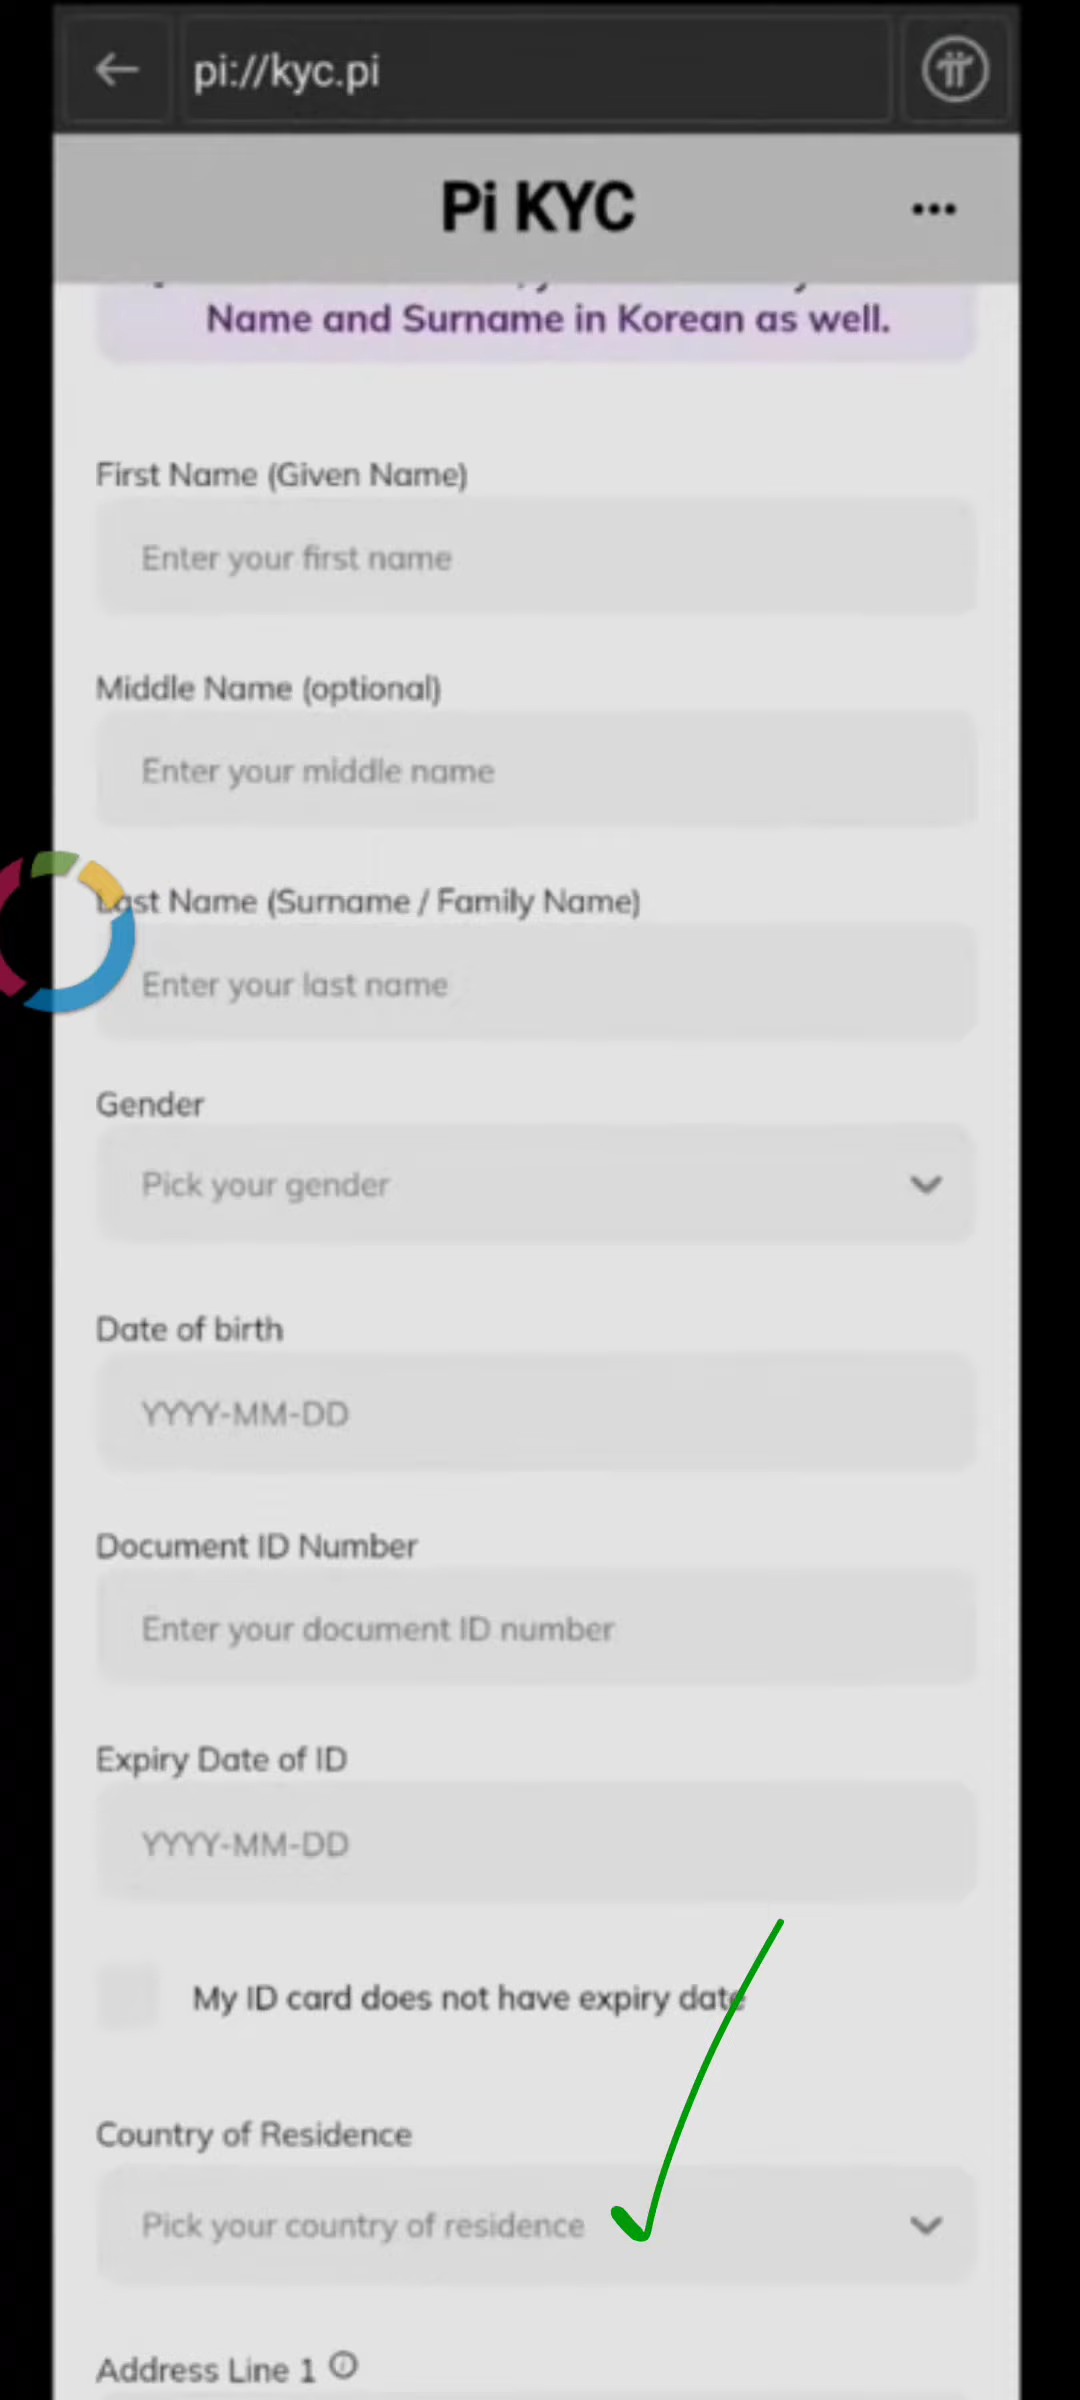 pi://kyc.pi
Pi KYC
Name and Surname in Korean as well.
First Name (Given Name)
Enter your first name
Middle Name (optional)
Enter your middle name
Last Name (Surname / Family Name)
Enter your last name
Gender
Pick your gender
Date of birth
YYYY-MM-DD
Document ID Number
Enter your document ID number
Expiry Date of ID
YYYY-MM-DD
My ID card does not have expiry date
Country of Residence
Pick your country of residence
Address Line 1